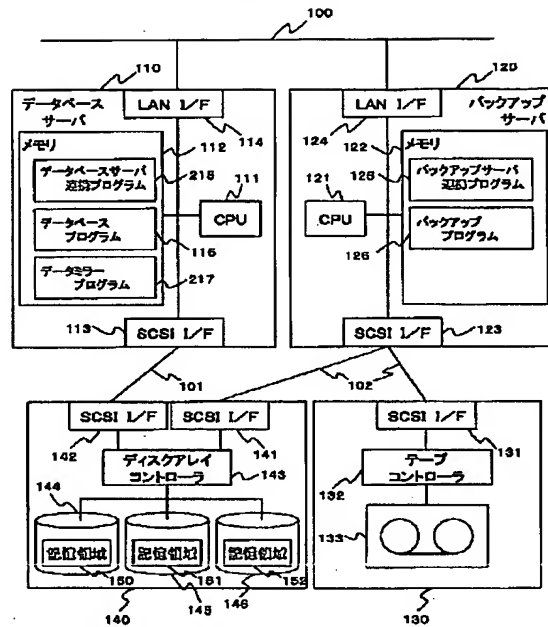 100
110
120
データベース
サーバ
LAN I/F
LAN I/F
バックアップ
サーバ
114
124
メモリ
112
122
メモリ
データベースサーバ
連携プログラム
218
111
121
128
バックアップサーバ
連携プログラム
データベース
プログラム
116
CPU
CPU
バックアップ
プログラム
126
データミラー
プログラム
217
113
SCSI I/F
SCSI I/F
123
101
102
SCSI I/F
SCSI I/F
SCSI I/F
142
141
131
ディスクアレイ
コントローラ
143
テープ
コントローラ
132
144
記憶領域
記憶領域
記憶領域
133
150
151
152
145
146
140
130